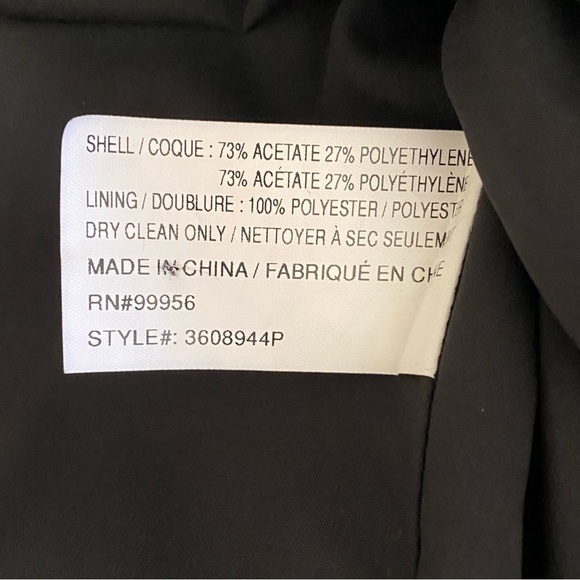 SHELL / COQUE : 73% ACETATE 27% POLYETHYLENE
73% ACÉTATE 27% POLYÉTHYLÈN
LINING / DOUBLURE : 100% POLYESTER / POLYEST
DRY CLEAN ONLY / NETTOYER À SEC SEULEM
MADE IN CHINA / FABRIQUÉ EN CH
RN#99956
STYLE#: 3608944P